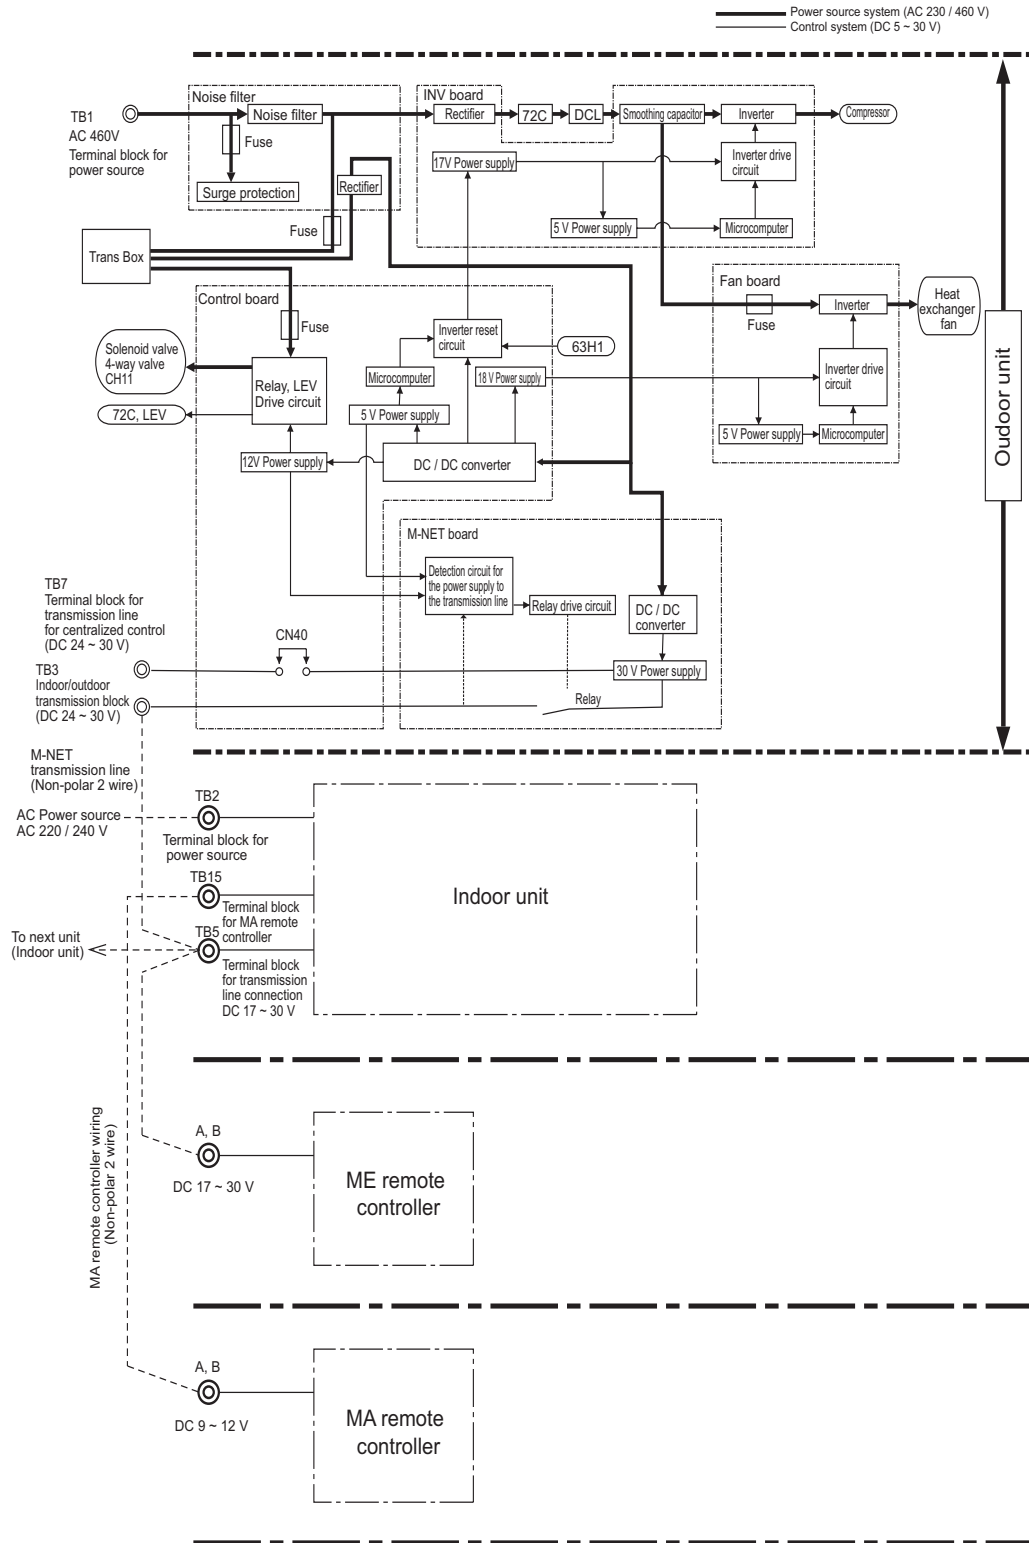 Power source system (AC 230 / 460 V)
Control system (DC 5 ~ 30 V)
Noise filter
INV board
TB1
AC 460V
Terminal block for
power source
Noise filter
Fuse
Surge protection
Rectifier
Fuse
Rectifier
72C
DCL
Smoothing capacitor
Inverter
Compressor
17V Power supply
Inverter drive
circuit
5 V Power supply
Microcomputer
Trans Box
Fan board
Fuse
Inverter
Heat
exchanger
fan
Inverter drive
circuit
5 V Power supply
Microcomputer
Oudoor unit
Control board
Fuse
Solenoid valve
4-way valve
CH11
72C, LEV
Relay, LEV
Drive circuit
Inverter reset
circuit
63H1
Microcomputer
18 V Power supply
5 V Power supply
12V Power supply
DC / DC converter
M-NET board
Detection circuit for
the power supply to
the transmission line
Relay drive circuit
DC / DC
converter
30 V Power supply
Relay
TB7
Terminal block for
transmission line
for centralized control
(DC 24 ~ 30 V)
CN40
TB3
Indoor/outdoor
transmission block
(DC 24 ~ 30 V)
M-NET
transmission line
(Non-polar 2 wire)
AC Power source
AC 220 / 240 V
TB2
Terminal block for
power source
TB15
Terminal block
for MA remote
controller
TB5
Terminal block
for transmission
line connection
DC 17 ~ 30 V
To next unit
(Indoor unit)
Indoor unit
MA remote controller wiring
(Non-polar 2 wire)
A, B
DC 17 ~ 30 V
ME remote
controller
A, B
DC 9 ~ 12 V
MA remote
controller